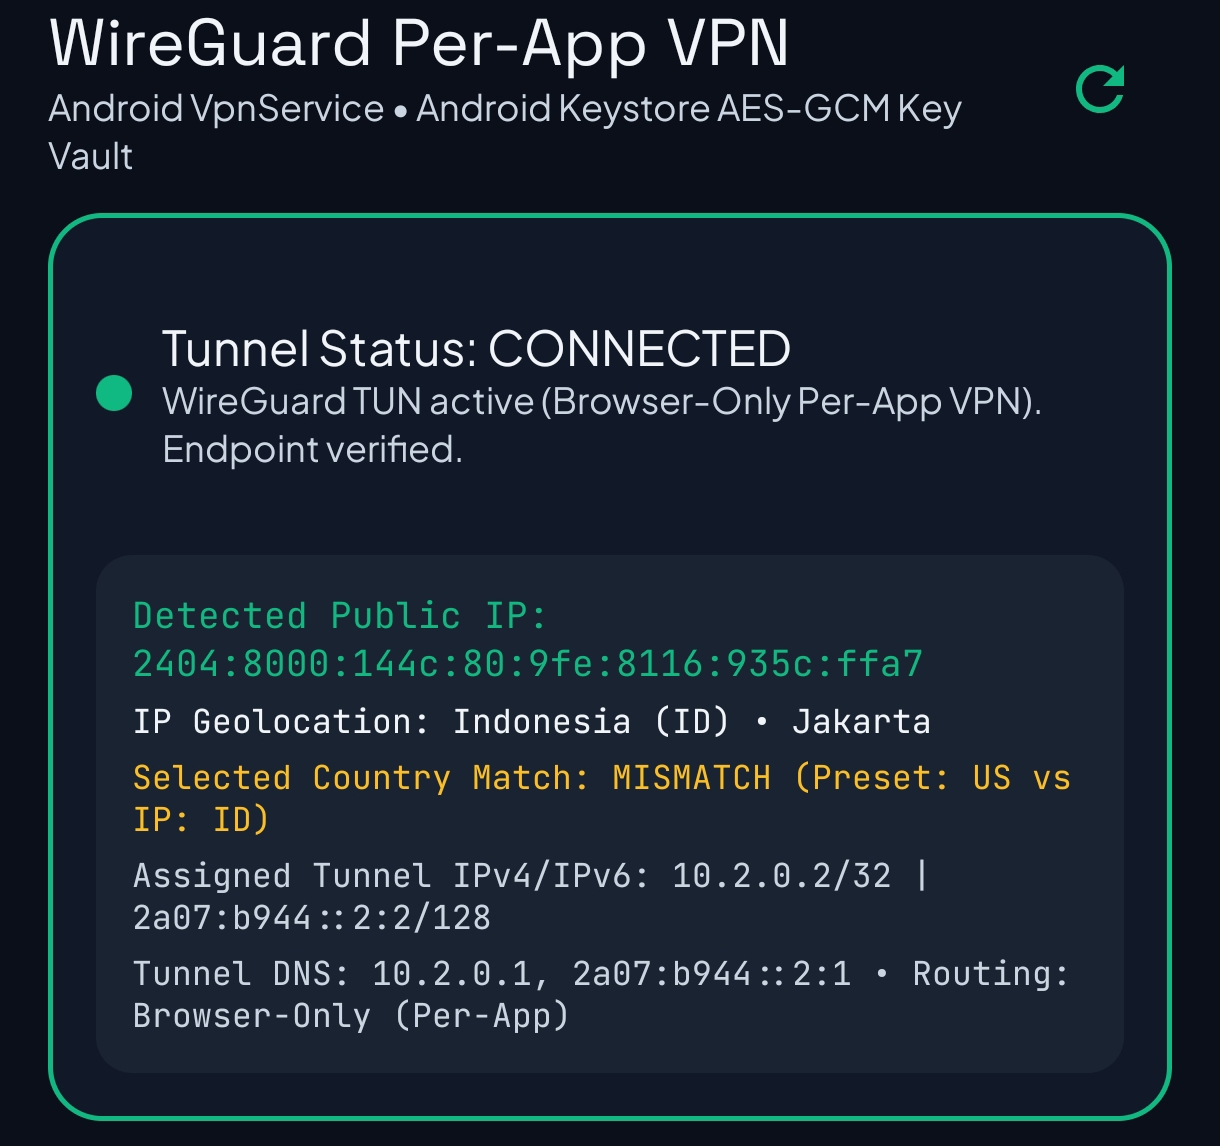 WireGuard Per-App VPN
Android VpnService • Android Keystore AES-GCM Key
Vault
Tunnel Status: CONNECTED
WireGuard TUN active (Browser-Only Per-App VPN).
Endpoint verified.
Detected Public IP:
2404:8000:144c:80:9fe:8116:935c:ffa7
IP Geolocation: Indonesia (ID) • Jakarta
Selected Country Match: MISMATCH (Preset: US vs
IP: ID)
Assigned Tunnel IPv4/IPv6: 10.2.0.2/32 |
2a07:b944::2:2/128
Tunnel DNS: 10.2.0.1, 2a07:b944::2:1 • Routing:
Browser-Only (Per-App)